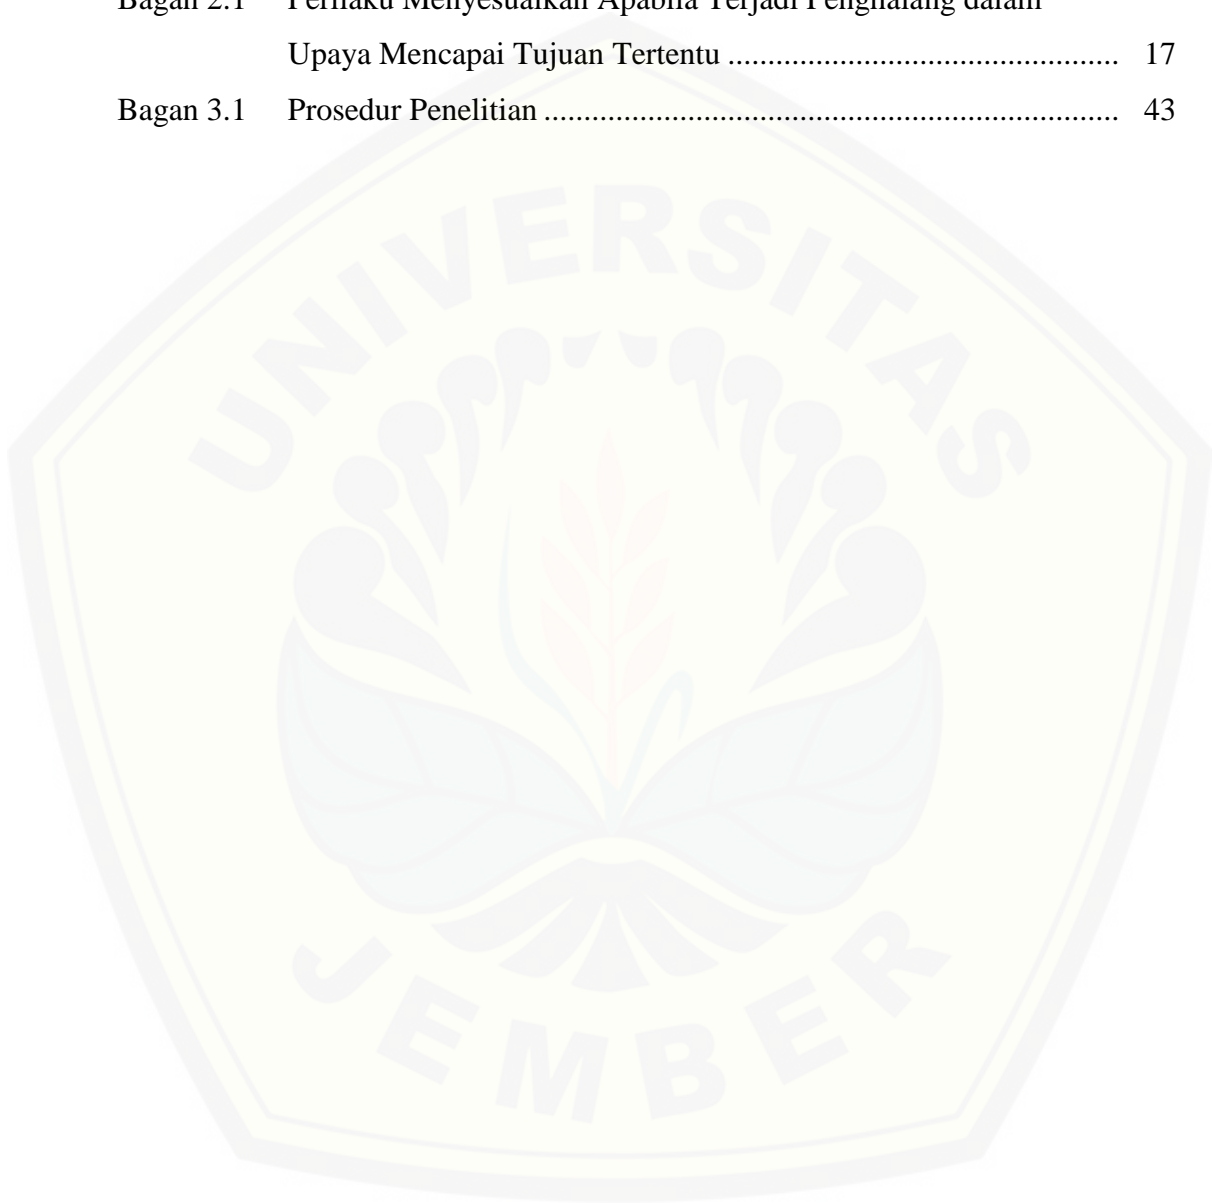 Bagan 2.1 Perilaku Menyesuaikan Apabila Terjadi Penghalang dalam
Upaya Mencapai Tujuan Tertentu ................................................. 17
Bagan 3.1 Prosedur Penelitian ........................................................................ 43
UNIVERSITAS
JEMBER